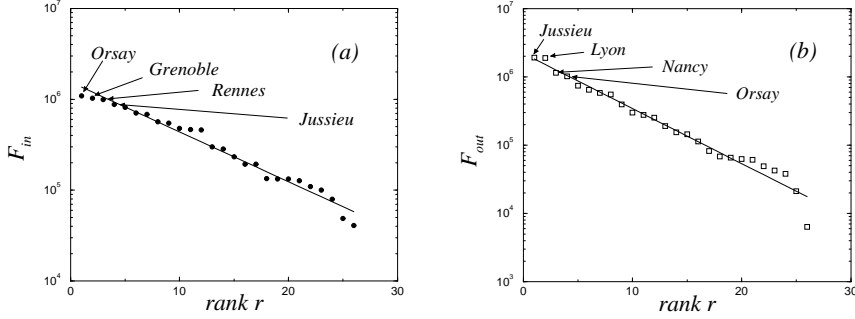 (a)
10^7
10^6
10^5
10^4
F_in
Orsay
Grenoble
Rennes
Jussieu
0
10
20
30
rank r
(b)
10^7
10^6
10^5
10^4
10^3
F_out
Jussieu
Lyon
Nancy
Orsay
0
10
20
30
rank r